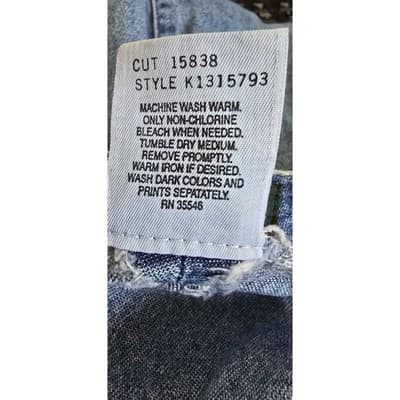 CUT 15838
STYLE K1315793
MACHINE WASH WARM.
ONLY NON-CHLORINE
BLEACH WHEN NEEDED.
TUMBLE DRY MEDIUM.
REMOVE PROMPTLY.
WARM IRON IF DESIRED.
WASH DARK COLORS AND
PRINTS SEPATATELY.
RN 35546